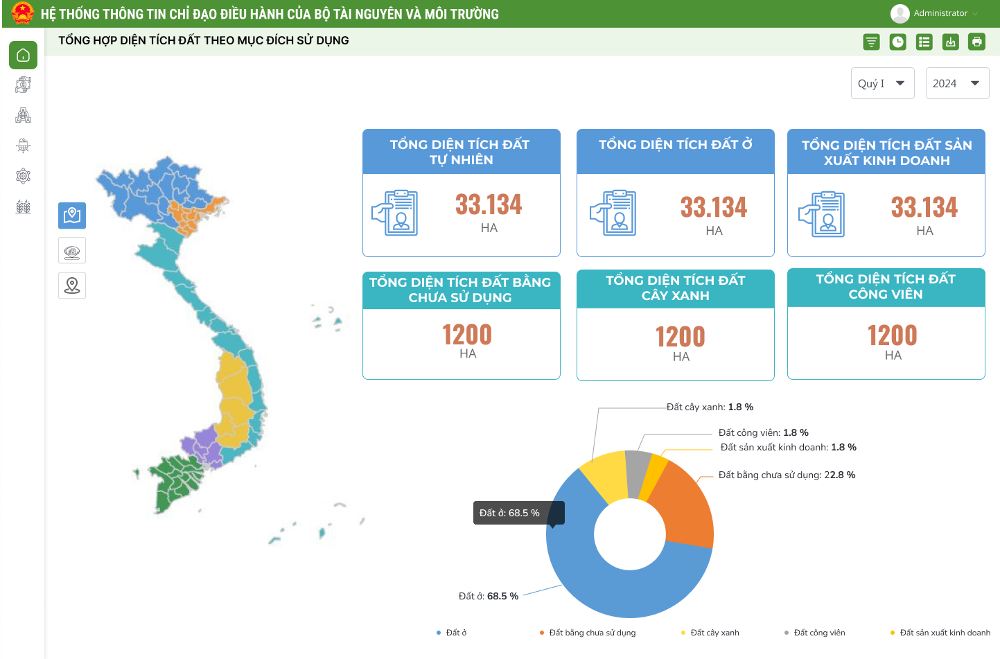 HỆ THỐNG THÔNG TIN CHỈ ĐẠO ĐIỀU HÀNH CỦA BỘ TÀI NGUYÊN VÀ MÔI TRƯỜNG
Administrator
TỔNG HỢP DIỆN TÍCH ĐẤT THEO MỤC ĐÍCH SỬ DỤNG
Quý I
2024
TỔNG DIỆN TÍCH ĐẤT
TỰ NHIÊN
33.134
HA
TỔNG DIỆN TÍCH ĐẤT Ở
33.134
HA
TỔNG DIỆN TÍCH ĐẤT SẢN
XUẤT KINH DOANH
33.134
HA
TỔNG DIỆN TÍCH ĐẤT BẰNG
CHƯA SỬ DỤNG
1200
HA
TỔNG DIỆN TÍCH ĐẤT
CÂY XANH
1200
HA
TỔNG DIỆN TÍCH ĐẤT
CÔNG VIÊN
1200
HA
Đất cây xanh: 1.8 %
Đất công viên: 1.8 %
Đất sản xuất kinh doanh: 1.8 %
Đất bằng chưa sử dụng: 22.8 %
Đất ở: 68.5 %
Đất ở: 68.5 %
Đất ở
Đất bằng chưa sử dụng
Đất cây xanh
Đất công viên
Đất sản xuất kinh doanh